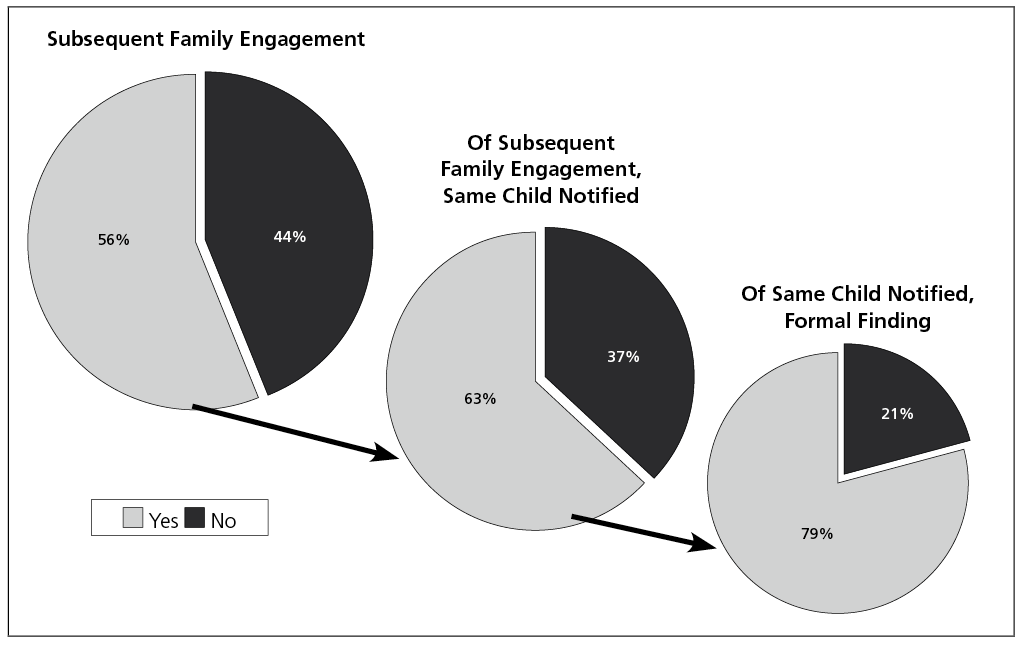 Subsequent Family Engagement
56%
44%
Of Subsequent
Family Engagement,
Same Child Notified
63%
37%
Of Same Child Notified,
Formal Finding
79%
21%
Yes No